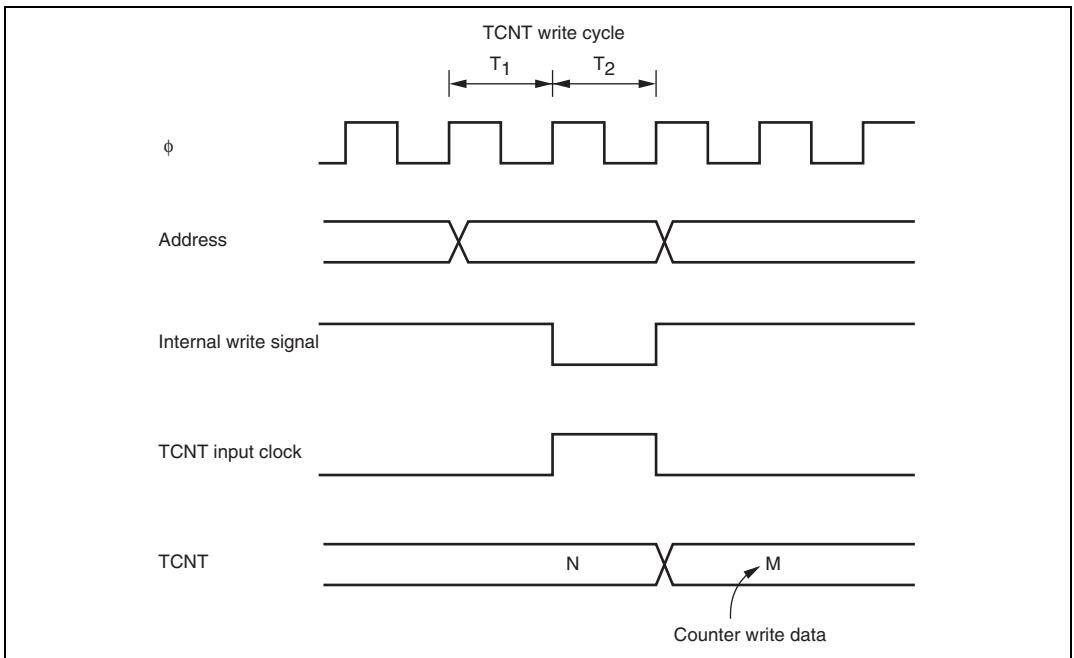 TCNT write cycle
T1 T2
ϕ
Address
Internal write signal
TCNT input clock
TCNT N M
Counter write data